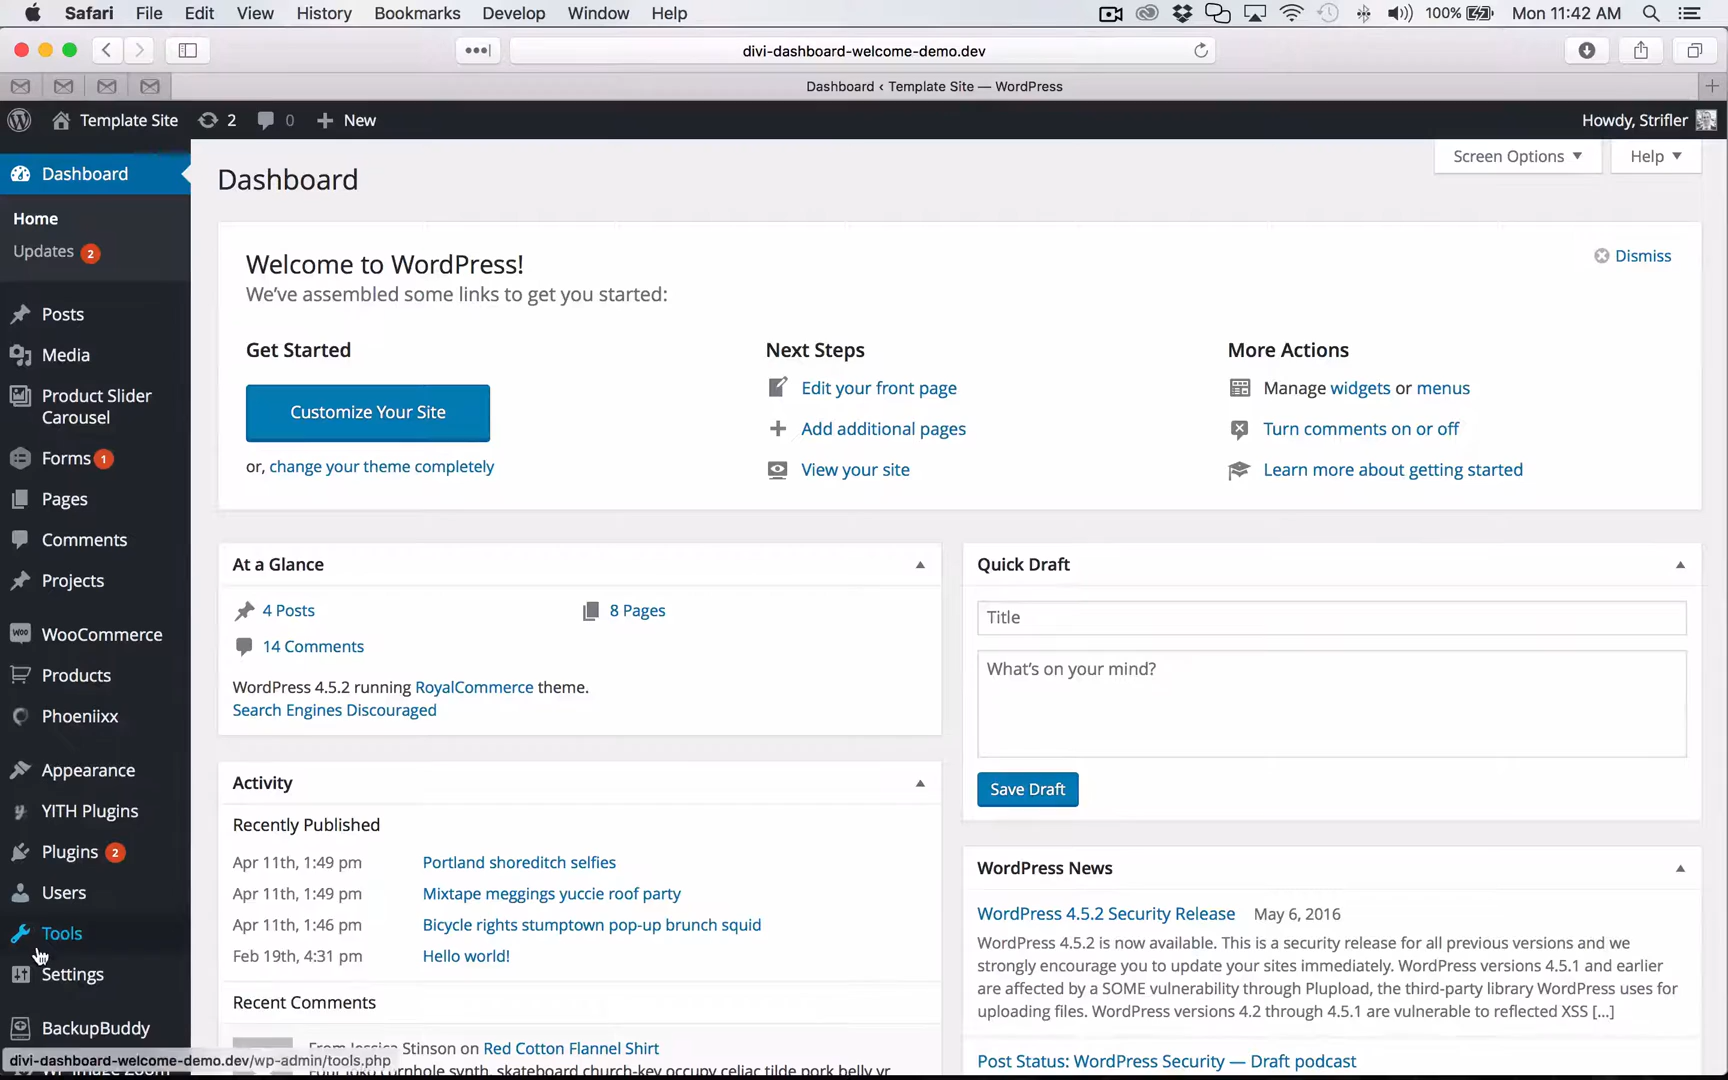 Safari File Edit View History Bookmarks Develop Window Help 100% Mon 11:42 AM
divi-dashboard-welcome-demo.dev
Dashboard ‹ Template Site — WordPress
Template Site 2 0 New Howdy, Strifler
Dashboard
Home
Updates 2
Posts
Media
Product Slider
Carousel
Forms 1
Pages
Comments
Projects
WooCommerce
Products
Phoeniixx
Appearance
YITH Plugins
Plugins 2
Users
Tools
Settings
BackupBuddy
divi-dashboard-welcome-demo.dev/wp-admin/tools.php
Screen Options Help
Dashboard
Welcome to WordPress!
Dismiss
We've assembled some links to get you started:
Get Started
Customize Your Site
or, change your theme completely
Next Steps
Edit your front page
Add additional pages
View your site
More Actions
Manage widgets or menus
Turn comments on or off
Learn more about getting started
At a Glance
4 Posts 8 Pages
14 Comments
WordPress 4.5.2 running RoyalCommerce theme.
Search Engines Discouraged
Activity
Recently Published
Apr 11th, 1:49 pm Portland shoreditch selfies
Apr 11th, 1:49 pm Mixtape meggings yuccie roof party
Apr 11th, 1:46 pm Bicycle rights stumptown pop-up brunch squid
Feb 19th, 4:31 pm Hello world!
Recent Comments
From Jessica Stinson on Red Cotton Flannel Shirt
cornhole synth, skateboard church-key occupy celiac tilde pork belly vr
Quick Draft
Title
What's on your mind?
Save Draft
WordPress News
WordPress 4.5.2 Security Release May 6, 2016
WordPress 4.5.2 is now available. This is a security release for all previous versions and we
strongly encourage you to update your sites immediately. WordPress versions 4.5.1 and earlier
are affected by a SOME vulnerability through Plupload, the third-party library WordPress uses for
uploading files. WordPress versions 4.2 through 4.5.1 are vulnerable to reflected XSS […]
Post Status: WordPress Security — Draft podcast